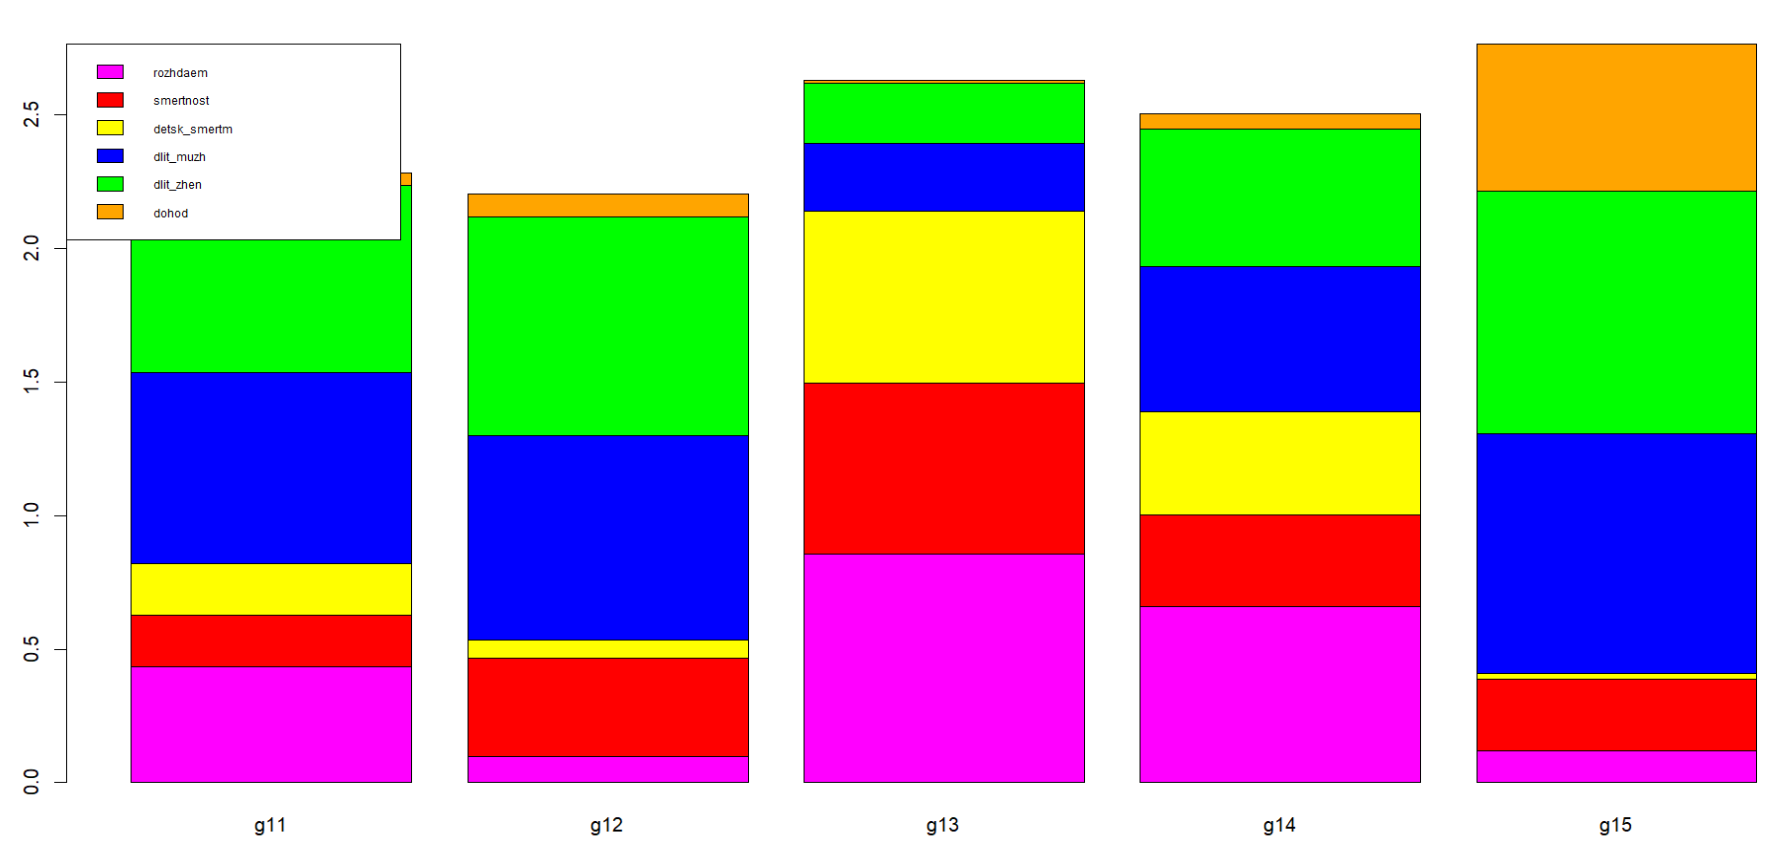 rozhdaem
smertnost
detsk_smertm
dlit_muzh
dlit_zhen
dohod
2.5
2.0
1.5
1.0
0.5
0.0
g11 g12 g13 g14 g15